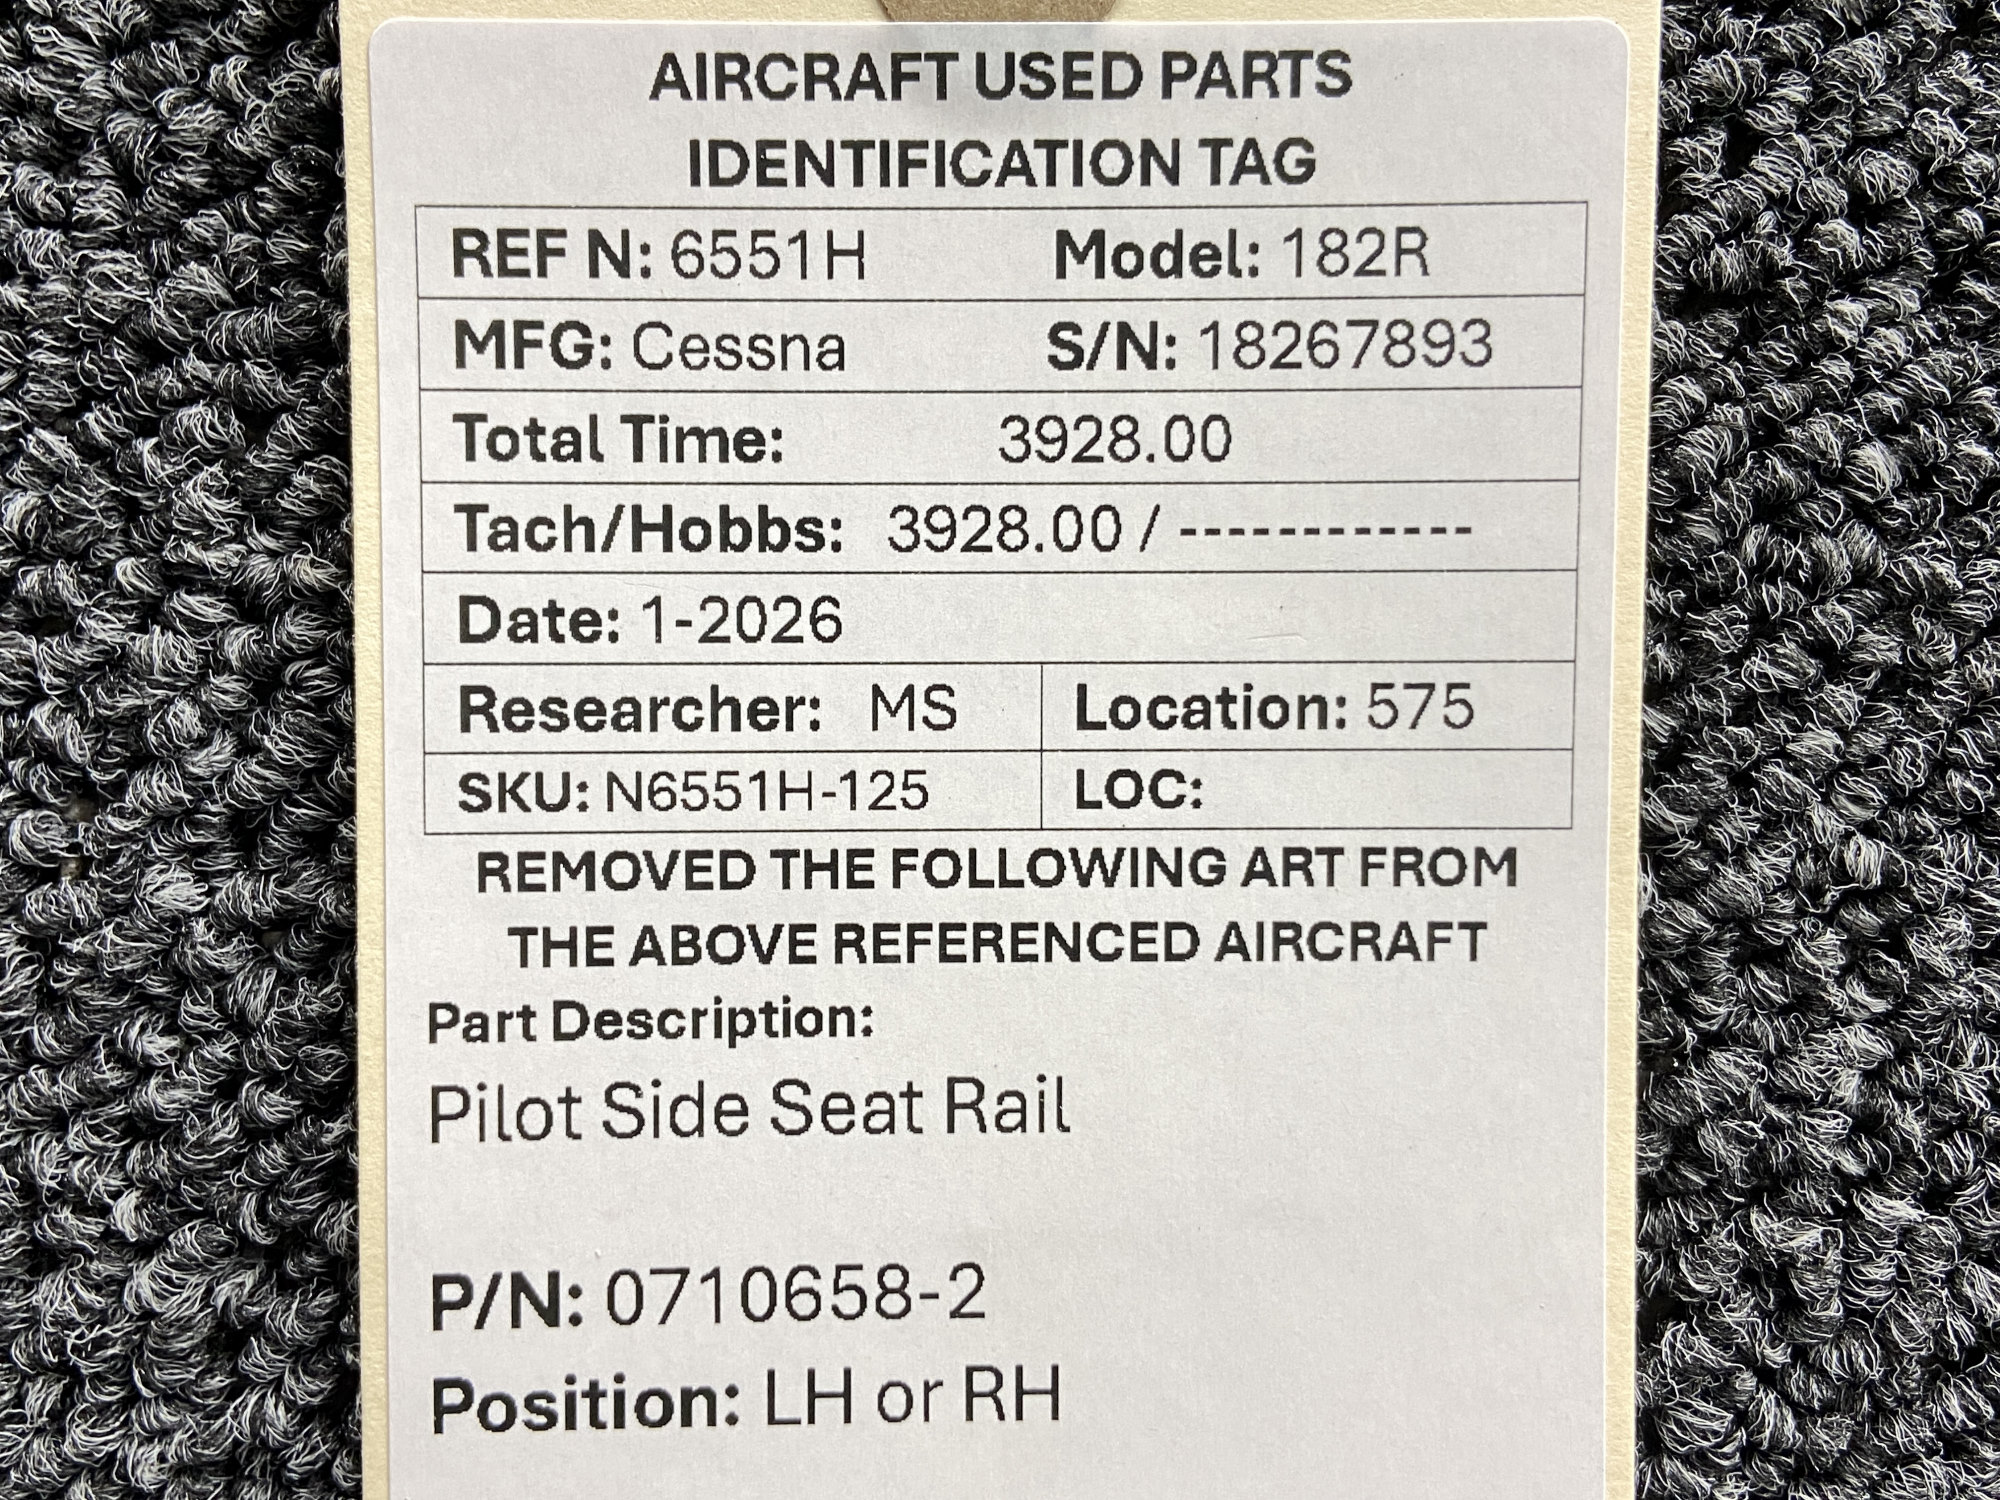 AIRCRAFT USED PARTS
IDENTIFICATION TAG
REF N: 6551H Model: 182R
MFG: Cessna S/N: 18267893
Total Time: 3928.00
Tach/Hobbs: 3928.00 / ------------
Date: 1-2026
Researcher: MS Location: 575
SKU: N6551H-125 LOC:
REMOVED THE FOLLOWING ART FROM
THE ABOVE REFERENCED AIRCRAFT
Part Description:
Pilot Side Seat Rail
P/N: 0710658-2
Position: LH or RH